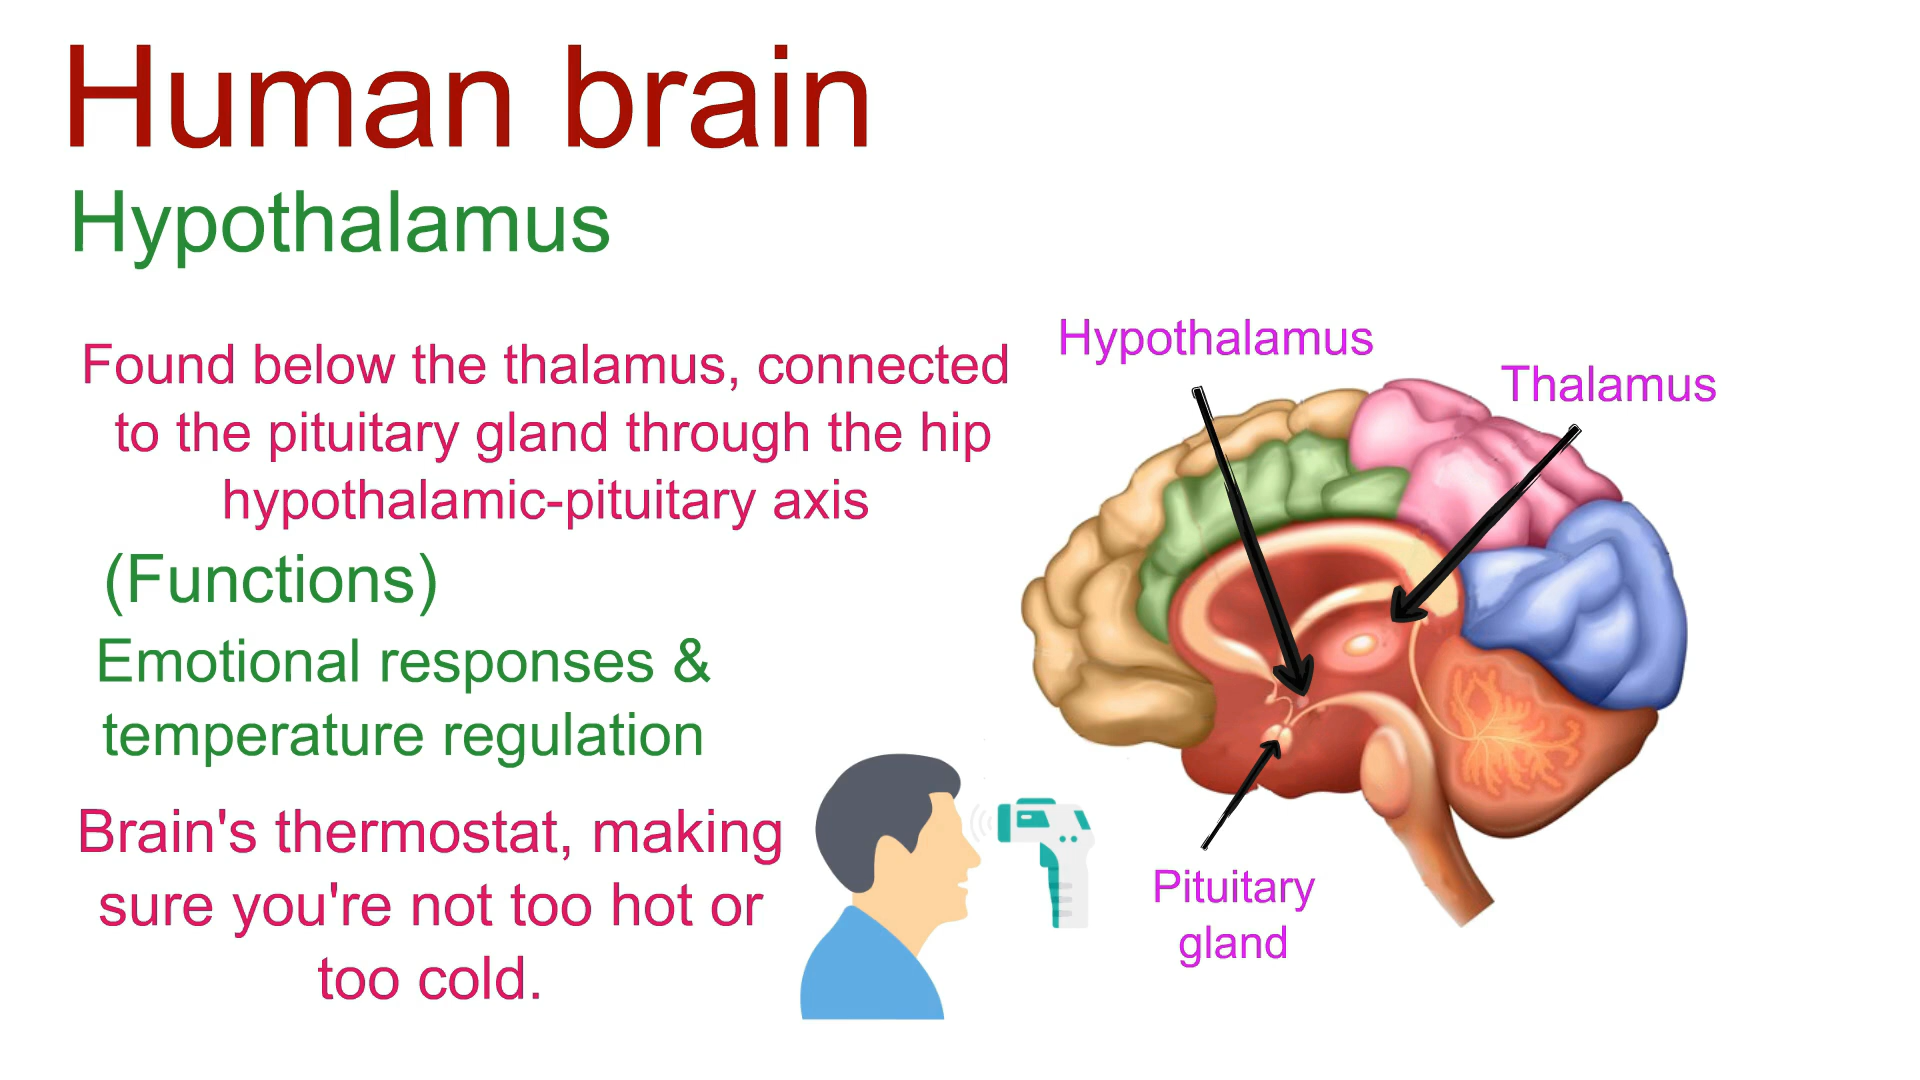 Human brain
Hypothalamus
Found below the thalamus, connected
to the pituitary gland through the hip
hypothalamic-pituitary axis
(Functions)
Emotional responses &
temperature regulation
Brain's thermostat, making
sure you're not too hot or
too cold.
Hypothalamus
Thalamus
Pituitary
gland